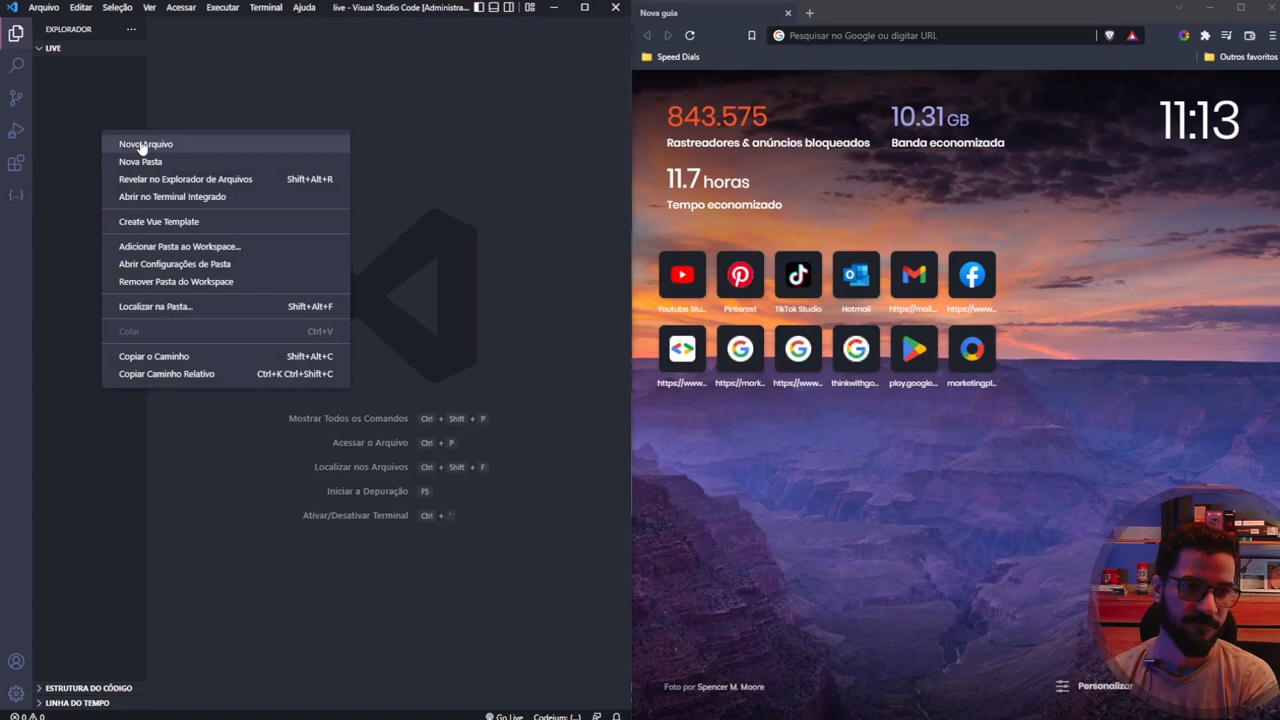 Arquivo Editar Seleção Ver Acessar Executar Terminal Ajuda live - Visual Studio Code [Administra...
EXPLORADOR ...
LIVE
Novo Arquivo
Nova Pasta
Revelar no Explorador de Arquivos Shift+Alt+R
Abrir no Terminal Integrado
Create Vue Template
Adicionar Pasta ao Workspace...
Abrir Configurações de Pasta
Remover Pasta do Workspace
Localizar na Pasta... Shift+Alt+F
Colar Ctrl+V
Copiar o Caminho Shift+Alt+C
Copiar Caminho Relativo Ctrl+K Ctrl+Shift+C
Mostrar Todos os Comandos Ctrl + Shift + P
Acessar o Arquivo Ctrl + P
Localizar nos Arquivos Ctrl + Shift + F
Iniciar a Depuração F5
Ativar/Desativar Terminal Ctrl + `
ESTRUTURA DO CÓDIGO
LINHA DO TEMPO
0 0 Go Live Codeium: {...}
Nova guia
Pesquisar no Google ou digitar URL
Speed Dials Outros favoritos
843.575 10.31 GB 11:13
Rastreadores & anúncios bloqueados Banda economizada
11.7 horas
Tempo economizado
Youtube Stu... Pinterest TikTok Studio Hotmail https://mail... https://www...
https://www... https://mark... https://www... thinkwithgo... play.google... marketingpl...
Foto por Spencer M. Moore Personalizar